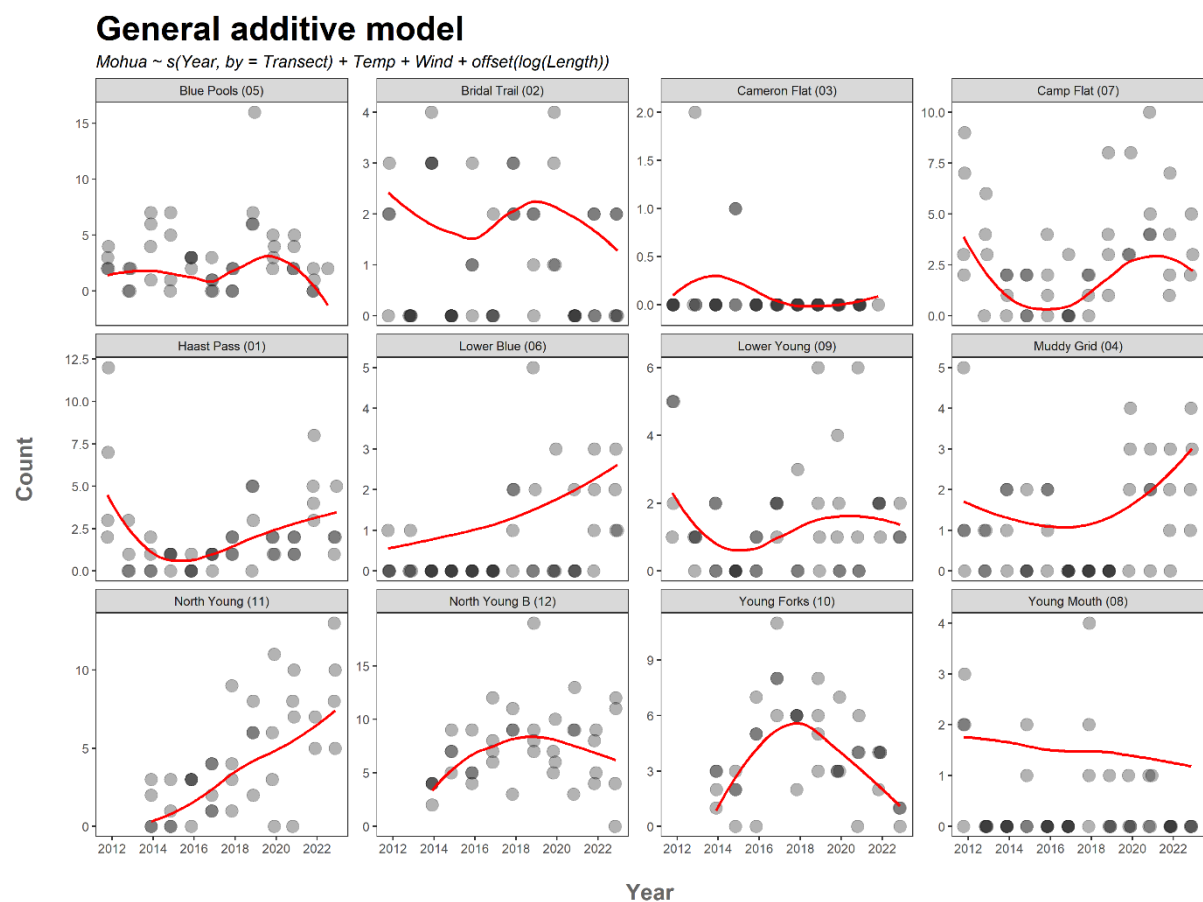 General additive model
Mohua ~ s(Year, by = Transect) + Temp + Wind + offset(log(Length))
Blue Pools (05)
15
10
5
0
Bridal Trail (02)
4
3
2
1
0
Cameron Flat (03)
2.0
1.5
1.0
0.5
0.0
Camp Flat (07)
10.0
7.5
5.0
2.5
0.0
Haast Pass (01)
12.5
10.0
7.5
5.0
2.5
0.0
Lower Blue (06)
5
4
3
2
1
0
Lower Young (09)
6
4
2
0
Muddy Grid (04)
5
4
3
2
1
0
North Young (11)
10
5
0
2012 2014 2016 2018 2020 2022
North Young B (12)
15
10
5
0
2012 2014 2016 2018 2020 2022
Young Forks (10)
9
6
3
0
2012 2014 2016 2018 2020 2022
Young Mouth (08)
4
3
2
1
0
2012 2014 2016 2018 2020 2022
Count
Year